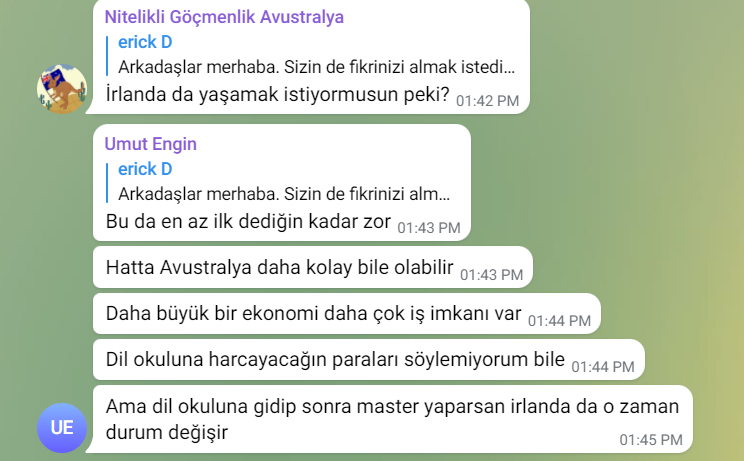 Nitelikli Göçmenlik Avustralya
erick D
Arkadaşlar merhaba. Sizin de fikrinizi almak istedi...
İrlanda da yaşamak istiyormusun peki? 01:42 PM
Umut Engin
erick D
Arkadaşlar merhaba. Sizin de fikrinizi alm...
Bu da en az ilk dediğin kadar zor 01:43 PM
Hatta Avustralya daha kolay bile olabilir 01:43 PM
Daha büyük bir ekonomi daha çok iş imkanı var 01:44 PM
Dil okuluna harcayacağın paraları söylemiyorum bile 01:44 PM
Ama dil okuluna gidip sonra master yaparsan irlanda da o zaman
durum değişir 01:45 PM
UE